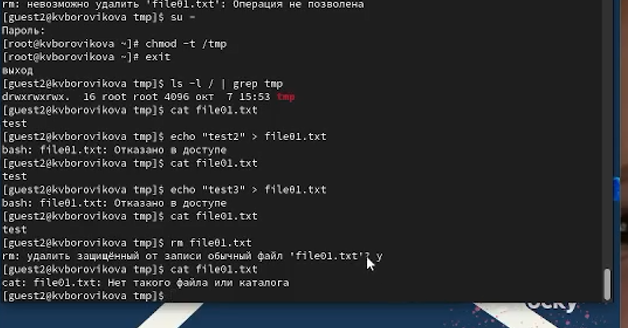 rm: невозможно удалить 'file01.txt': Операция не позволена
[guest2@kvborovikova tmp]$ su -
Пароль:
[root@kvborovikova ~]# chmod -t /tmp
[root@kvborovikova ~]# exit
выход
[guest2@kvborovikova tmp]$ ls -l / | grep tmp
drwxrwxrwx.  16 root root 4096 окт  7 15:53 tmp
[guest2@kvborovikova tmp]$ cat file01.txt
test
[guest2@kvborovikova tmp]$ echo "test2" > file01.txt
bash: file01.txt: Отказано в доступе
[guest2@kvborovikova tmp]$ cat file01.txt
test
[guest2@kvborovikova tmp]$ echo "test3" > file01.txt
bash: file01.txt: Отказано в доступе
[guest2@kvborovikova tmp]$ cat file01.txt
test
[guest2@kvborovikova tmp]$ rm file01.txt
rm: удалить защищённый от записи обычный файл 'file01.txt'? y
[guest2@kvborovikova tmp]$ cat file01.txt
cat: file01.txt: Нет такого файла или каталога
[guest2@kvborovikova tmp]$